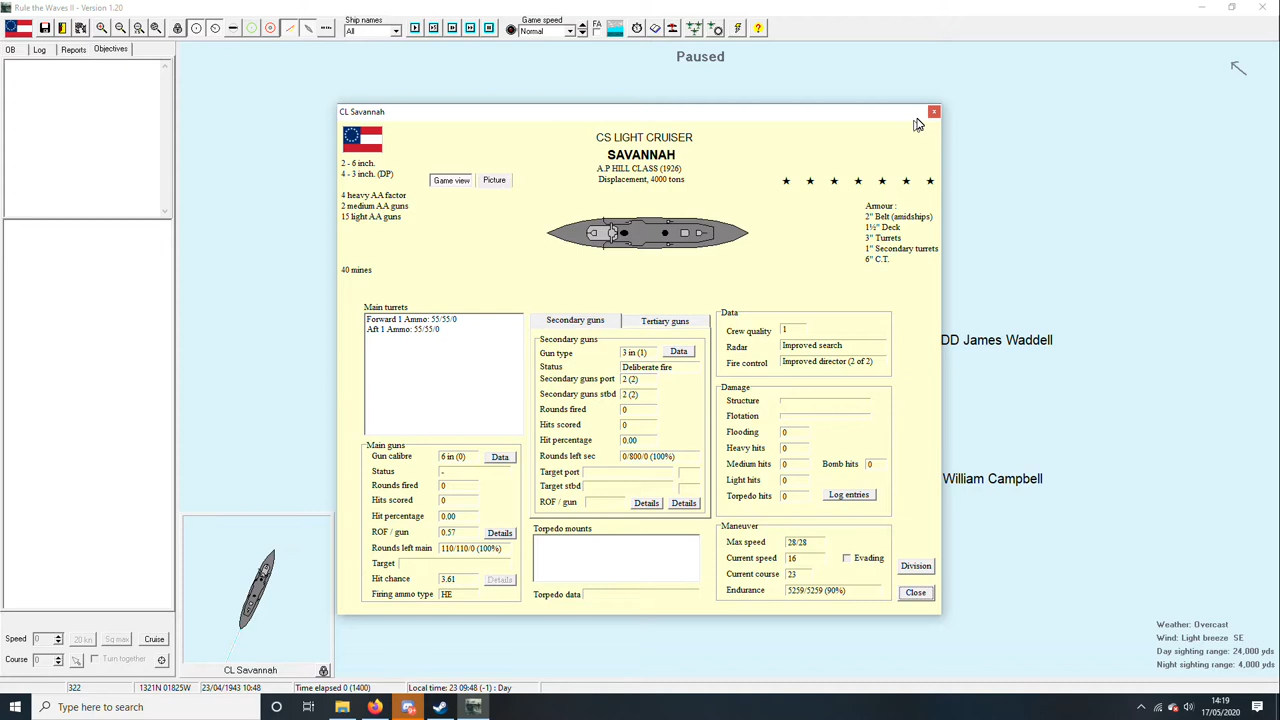 Rule the Waves II - Version 1.20
Ship names
All
Game speed
Normal
FA
OB
Log
Reports
Objectives
Paused
CL Savannah
CS LIGHT CRUISER
SAVANNAH
A.P HILL CLASS (1926)
Displacement, 4000 tons
2 - 6 inch.
4 - 3 inch. (DP)
4 heavy AA factor
2 medium AA guns
15 light AA guns
40 mines
Game view
Picture
★ ★ ★ ★ ★ ★ ★
Armour :
2" Belt (amidships)
1½" Deck
3" Turrets
1" Secondary turrets
6" C.T.
Main turrets
Forward 1 Ammo: 55/55/0
Aft 1 Ammo: 55/55/0
Main guns
Gun calibre 6 in (0) Data
Status -
Rounds fired 0
Hits scored 0
Hit percentage 0.00
ROF / gun 0.57 Details
Rounds left main 110/110/0 (100%)
Target
Hit chance 3.61 Details
Firing ammo type HE
Secondary guns
Tertiary guns
Secondary guns
Gun type 3 in (1) Data
Status Deliberate fire
Secondary guns port 2 (2)
Secondary guns stbd 2 (2)
Rounds fired 0
Hits scored 0
Hit percentage 0.00
Rounds left sec 0/800/0 (100%)
Target port
Target stbd
ROF / gun Details Details
Torpedo mounts
Torpedo data
Data
Crew quality 1
Radar Improved search
Fire control Improved director (2 of 2)
Damage
Structure
Flotation
Flooding 0
Heavy hits 0
Medium hits 0 Bomb hits 0
Light hits 0
Torpedo hits 0 Log entries
Maneuver
Max speed 28/28
Current speed 16 Evading
Current course 23
Endurance 5259/5259 (90%)
Division
Close
DD James Waddell
William Campbell
Weather: Overcast
Wind: Light breeze SE
Day sighting range: 24,000 yds
Night sighting range: 4,000 yds
CL Savannah
Speed 0 20 kn Sq max Cruise
Course 0 Turn together
322
1321N 01825W
23/04/1943 10:48
Time elapsed 0 (1400)
Local time: 23 09:48 (-1) : Day
Type here to search
14:19
17/05/2020